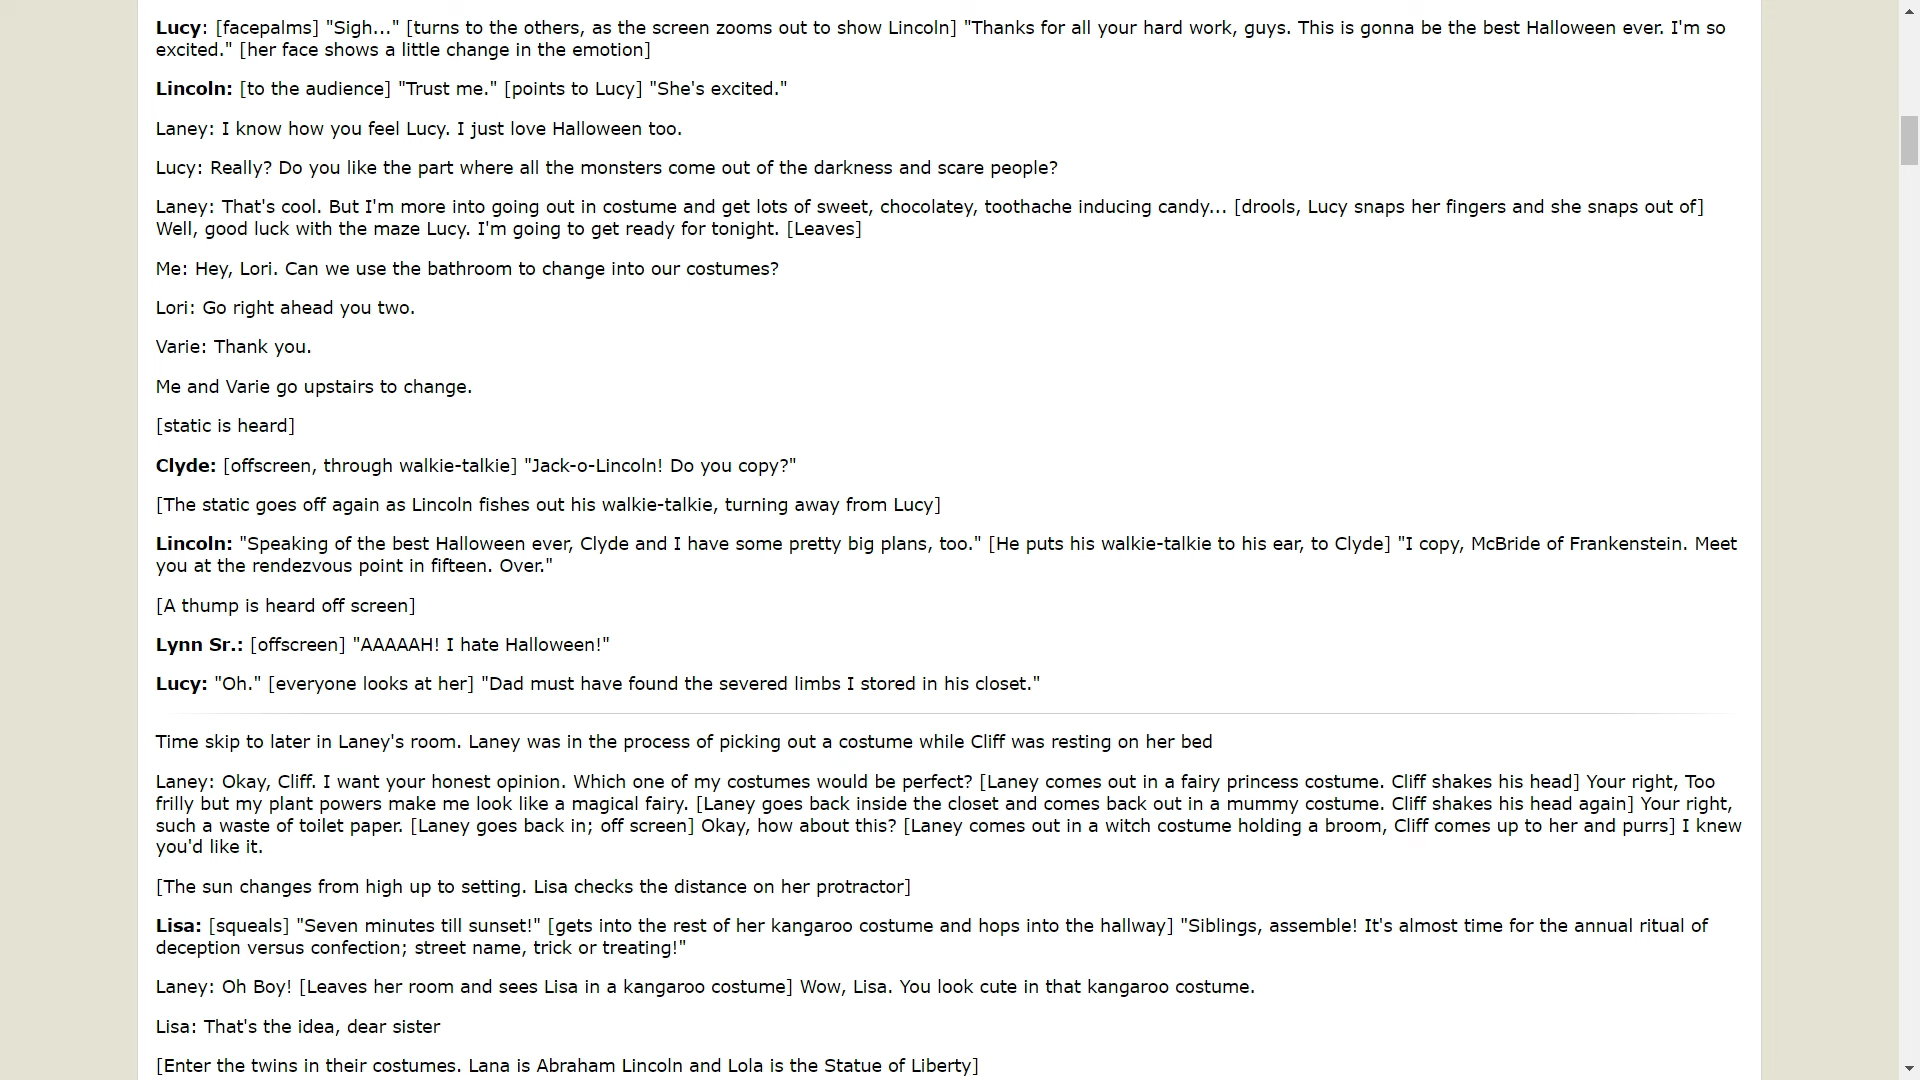 Lucy: [facepalms] "Sigh..." [turns to the others, as the screen zooms out to show Lincoln] "Thanks for all your hard work, guys. This is gonna be the best Halloween ever. I'm so
excited." [her face shows a little change in the emotion]
Lincoln: [to the audience] "Trust me." [points to Lucy] "She's excited."
Laney: I know how you feel Lucy. I just love Halloween too.
Lucy: Really? Do you like the part where all the monsters come out of the darkness and scare people?
Laney: That's cool. But I'm more into going out in costume and get lots of sweet, chocolatey, toothache inducing candy... [drools, Lucy snaps her fingers and she snaps out of]
Well, good luck with the maze Lucy. I'm going to get ready for tonight. [Leaves]
Me: Hey, Lori. Can we use the bathroom to change into our costumes?
Lori: Go right ahead you two.
Varie: Thank you.
Me and Varie go upstairs to change.
[static is heard]
Clyde: [offscreen, through walkie-talkie] "Jack-o-Lincoln! Do you copy?"
[The static goes off again as Lincoln fishes out his walkie-talkie, turning away from Lucy]
Lincoln: "Speaking of the best Halloween ever, Clyde and I have some pretty big plans, too." [He puts his walkie-talkie to his ear, to Clyde] "I copy, McBride of Frankenstein. Meet
you at the rendezvous point in fifteen. Over."
[A thump is heard off screen]
Lynn Sr.: [offscreen] "AAAAAH! I hate Halloween!"
Lucy: "Oh." [everyone looks at her] "Dad must have found the severed limbs I stored in his closet."
Time skip to later in Laney's room. Laney was in the process of picking out a costume while Cliff was resting on her bed
Laney: Okay, Cliff. I want your honest opinion. Which one of my costumes would be perfect? [Laney comes out in a fairy princess costume. Cliff shakes his head] Your right, Too
frilly but my plant powers make me look like a magical fairy. [Laney goes back inside the closet and comes back out in a mummy costume. Cliff shakes his head again] Your right,
such a waste of toilet paper. [Laney goes back in; off screen] Okay, how about this? [Laney comes out in a witch costume holding a broom, Cliff comes up to her and purrs] I knew
you'd like it.
[The sun changes from high up to setting. Lisa checks the distance on her protractor]
Lisa: [squeals] "Seven minutes till sunset!" [gets into the rest of her kangaroo costume and hops into the hallway] "Siblings, assemble! It's almost time for the annual ritual of
deception versus confection; street name, trick or treating!"
Laney: Oh Boy! [Leaves her room and sees Lisa in a kangaroo costume] Wow, Lisa. You look cute in that kangaroo costume.
Lisa: That's the idea, dear sister
[Enter the twins in their costumes. Lana is Abraham Lincoln and Lola is the Statue of Liberty]